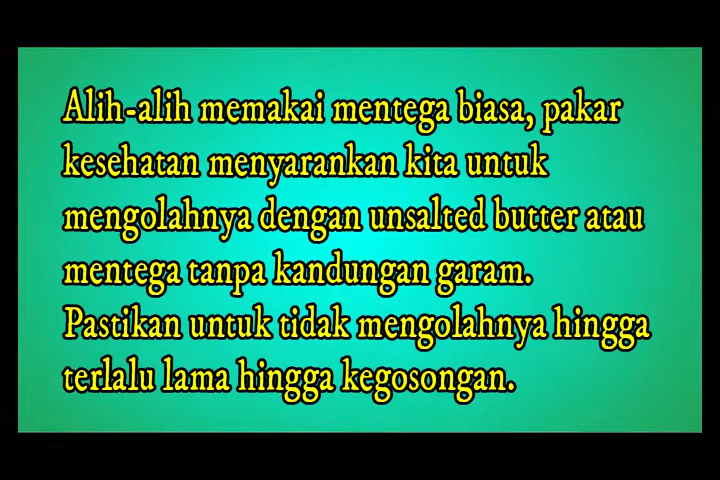 Alih-alih memakai mentega biasa, pakar
kesehatan menyarankan kita untuk
mengolahnya dengan unsalted butter atau
mentega tanpa kandungan garam.
Pastikan untuk tidak mengolahnya hingga
terlalu lama hingga kegosongan.